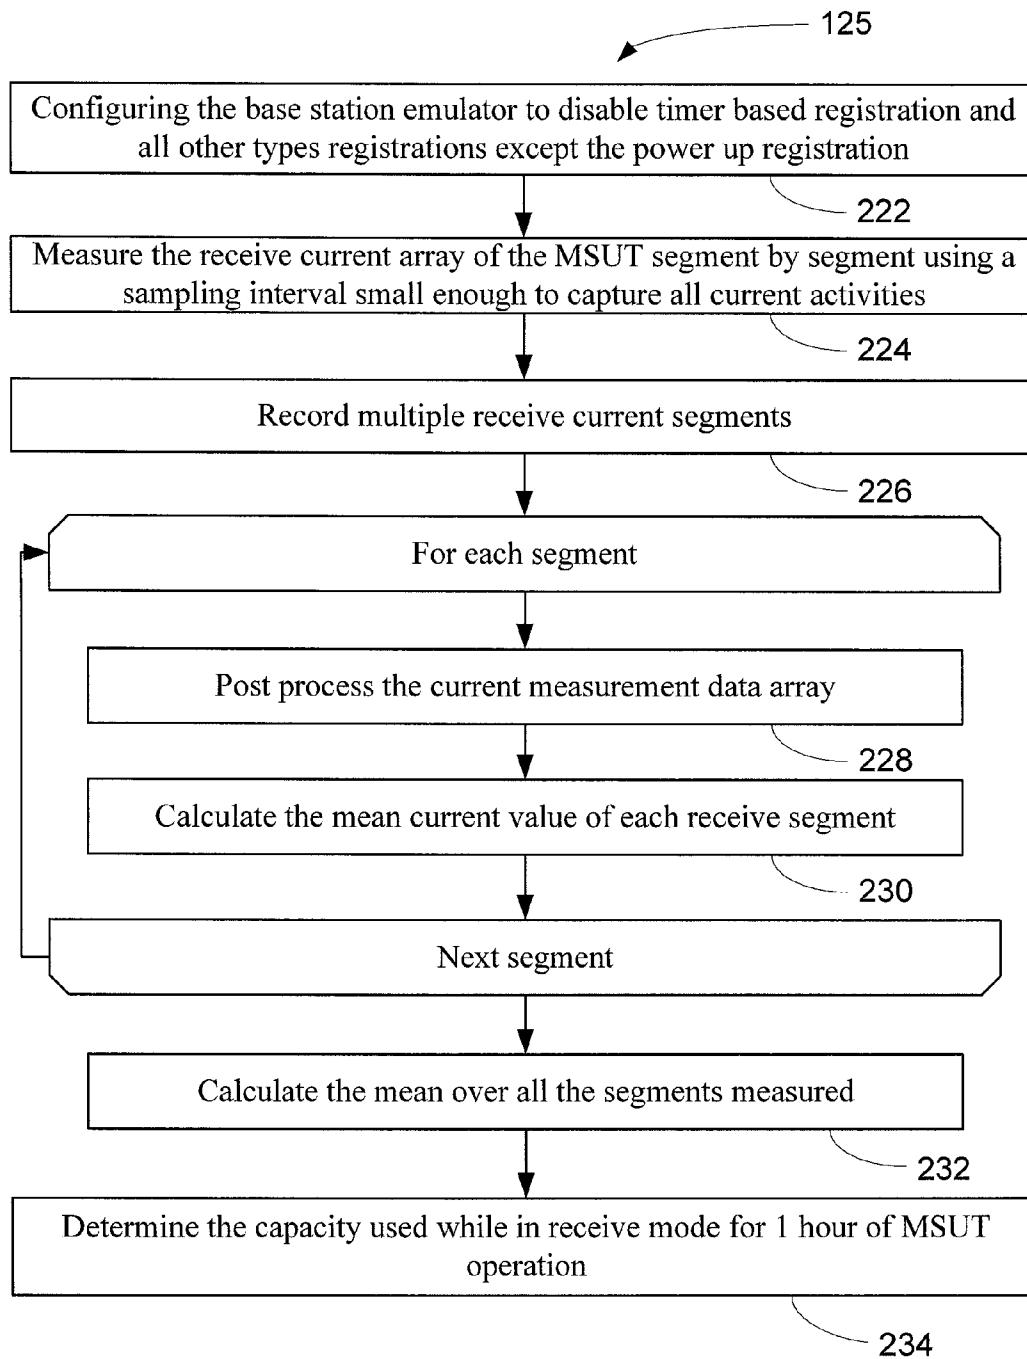 125
Configuring the base station emulator to disable timer based registration and
all other types registrations except the power up registration
222
Measure the receive current array of the MSUT segment by segment using a
sampling interval small enough to capture all current activities
224
Record multiple receive current segments
226
For each segment
Post process the current measurement data array
228
Calculate the mean current value of each receive segment
230
Next segment
Calculate the mean over all the segments measured
232
Determine the capacity used while in receive mode for 1 hour of MSUT
operation
234